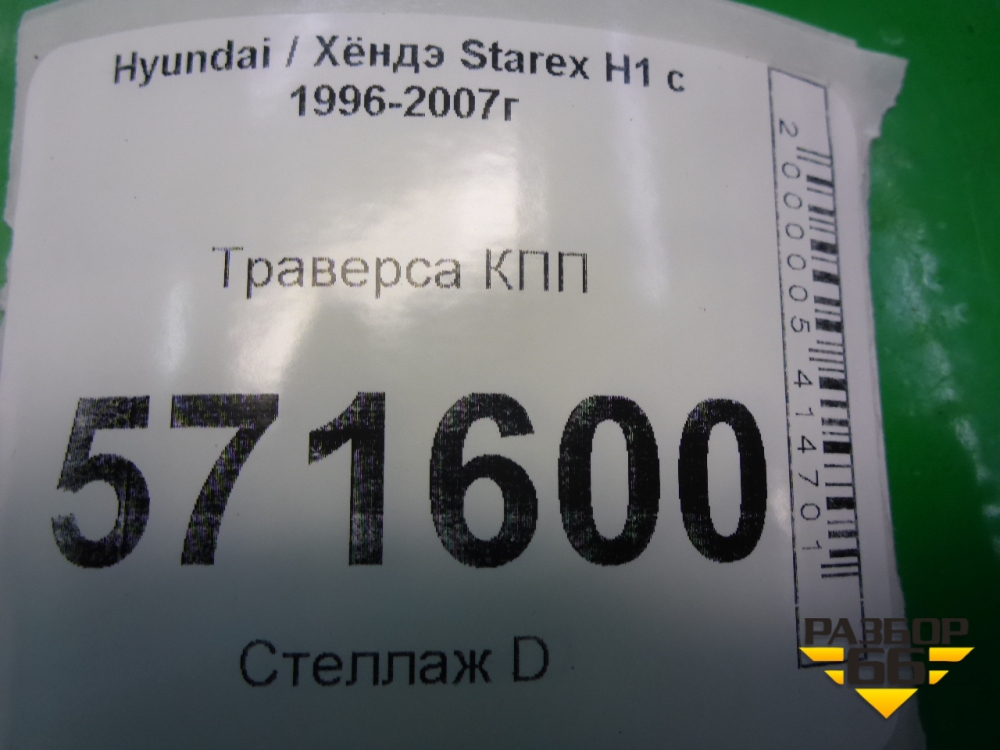 Hyundai / Хёндэ Starex H1 с
1996-2007г
Траверса КПП
571600
Стеллаж D
2000005414701
РАЗБОР
66